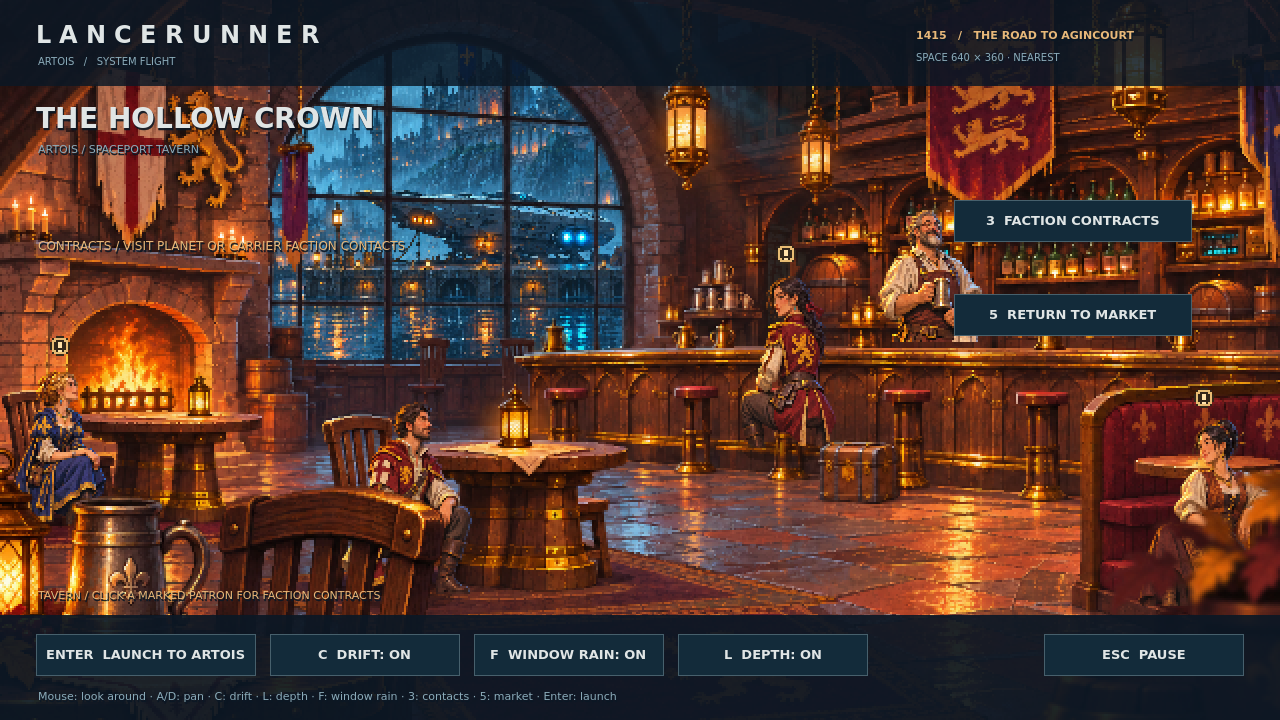 LANCERUNNER
ARTOIS / SYSTEM FLIGHT
1415 / THE ROAD TO AGINCOURT
SPACE 640 × 360 · NEAREST
THE HOLLOW CROWN
ARTOIS / SPACEPORT TAVERN
CONTRACTS / VISIT PLANET OR CARRIER FACTION CONTACTS
3 FACTION CONTRACTS
5 RETURN TO MARKET
TAVERN / CLICK A MARKED PATRON FOR FACTION CONTRACTS
ENTER LAUNCH TO ARTOIS
C DRIFT: ON
F WINDOW RAIN: ON
L DEPTH: ON
ESC PAUSE
Mouse: look around · A/D: pan · C: drift · L: depth · F: window rain · 3: contacts · 5: market · Enter: launch